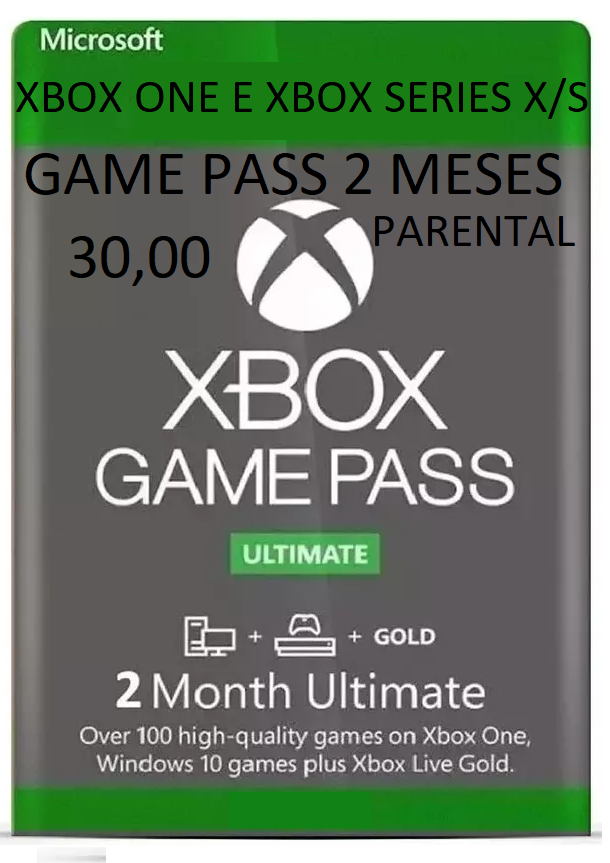 Microsoft
XBOX ONE E XBOX SERIES X/S
GAME PASS 2 MESES
PARENTAL
30,00
XBOX
GAME PASS
ULTIMATE
+ + GOLD
2 Month Ultimate
Over 100 high-quality games on Xbox One,
Windows 10 games plus Xbox Live Gold.